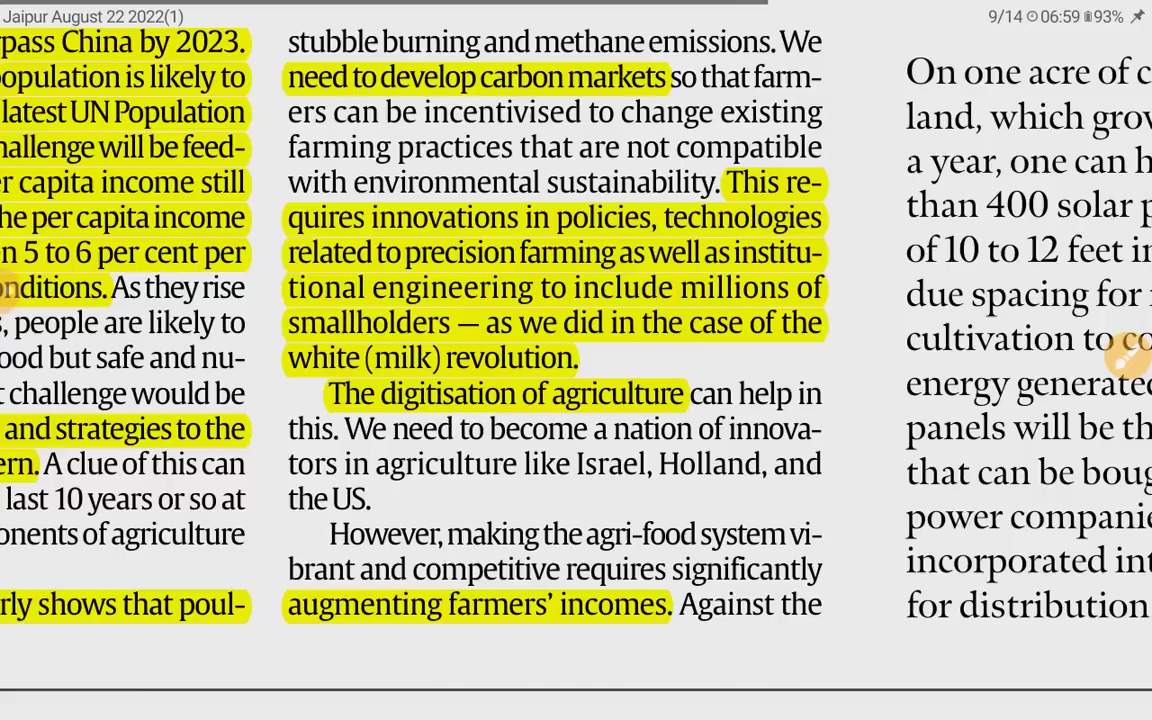 Jaipur August 22 2022(1)
9/14 06:59 93%
pass China by 2023.
population is likely to
latest UN Population
hallenge will be feed-
er capita income still
he per capita income
n 5 to 6 per cent per
nditions. As they rise
s, people are likely to
ood but safe and nu-
t challenge would be
and strategies to the
ern. A clue of this can
last 10 years or so at
onents of agriculture
rly shows that poul-
stubble burning and methane emissions. We
need to develop carbon markets so that farm-
ers can be incentivised to change existing
farming practices that are not compatible
with environmental sustainability. This re-
quires innovations in policies, technologies
related to precision farming as well as institu-
tional engineering to include millions of
smallholders — as we did in the case of the
white (milk) revolution.
The digitisation of agriculture can help in
this. We need to become a nation of innova-
tors in agriculture like Israel, Holland, and
the US.
However, making the agri-food system vi-
brant and competitive requires significantly
augmenting farmers' incomes. Against the
On one acre of c
land, which grow
a year, one can h
than 400 solar p
of 10 to 12 feet in
due spacing for
cultivation to co
energy generated
panels will be th
that can be boug
power companie
incorporated int
for distribution